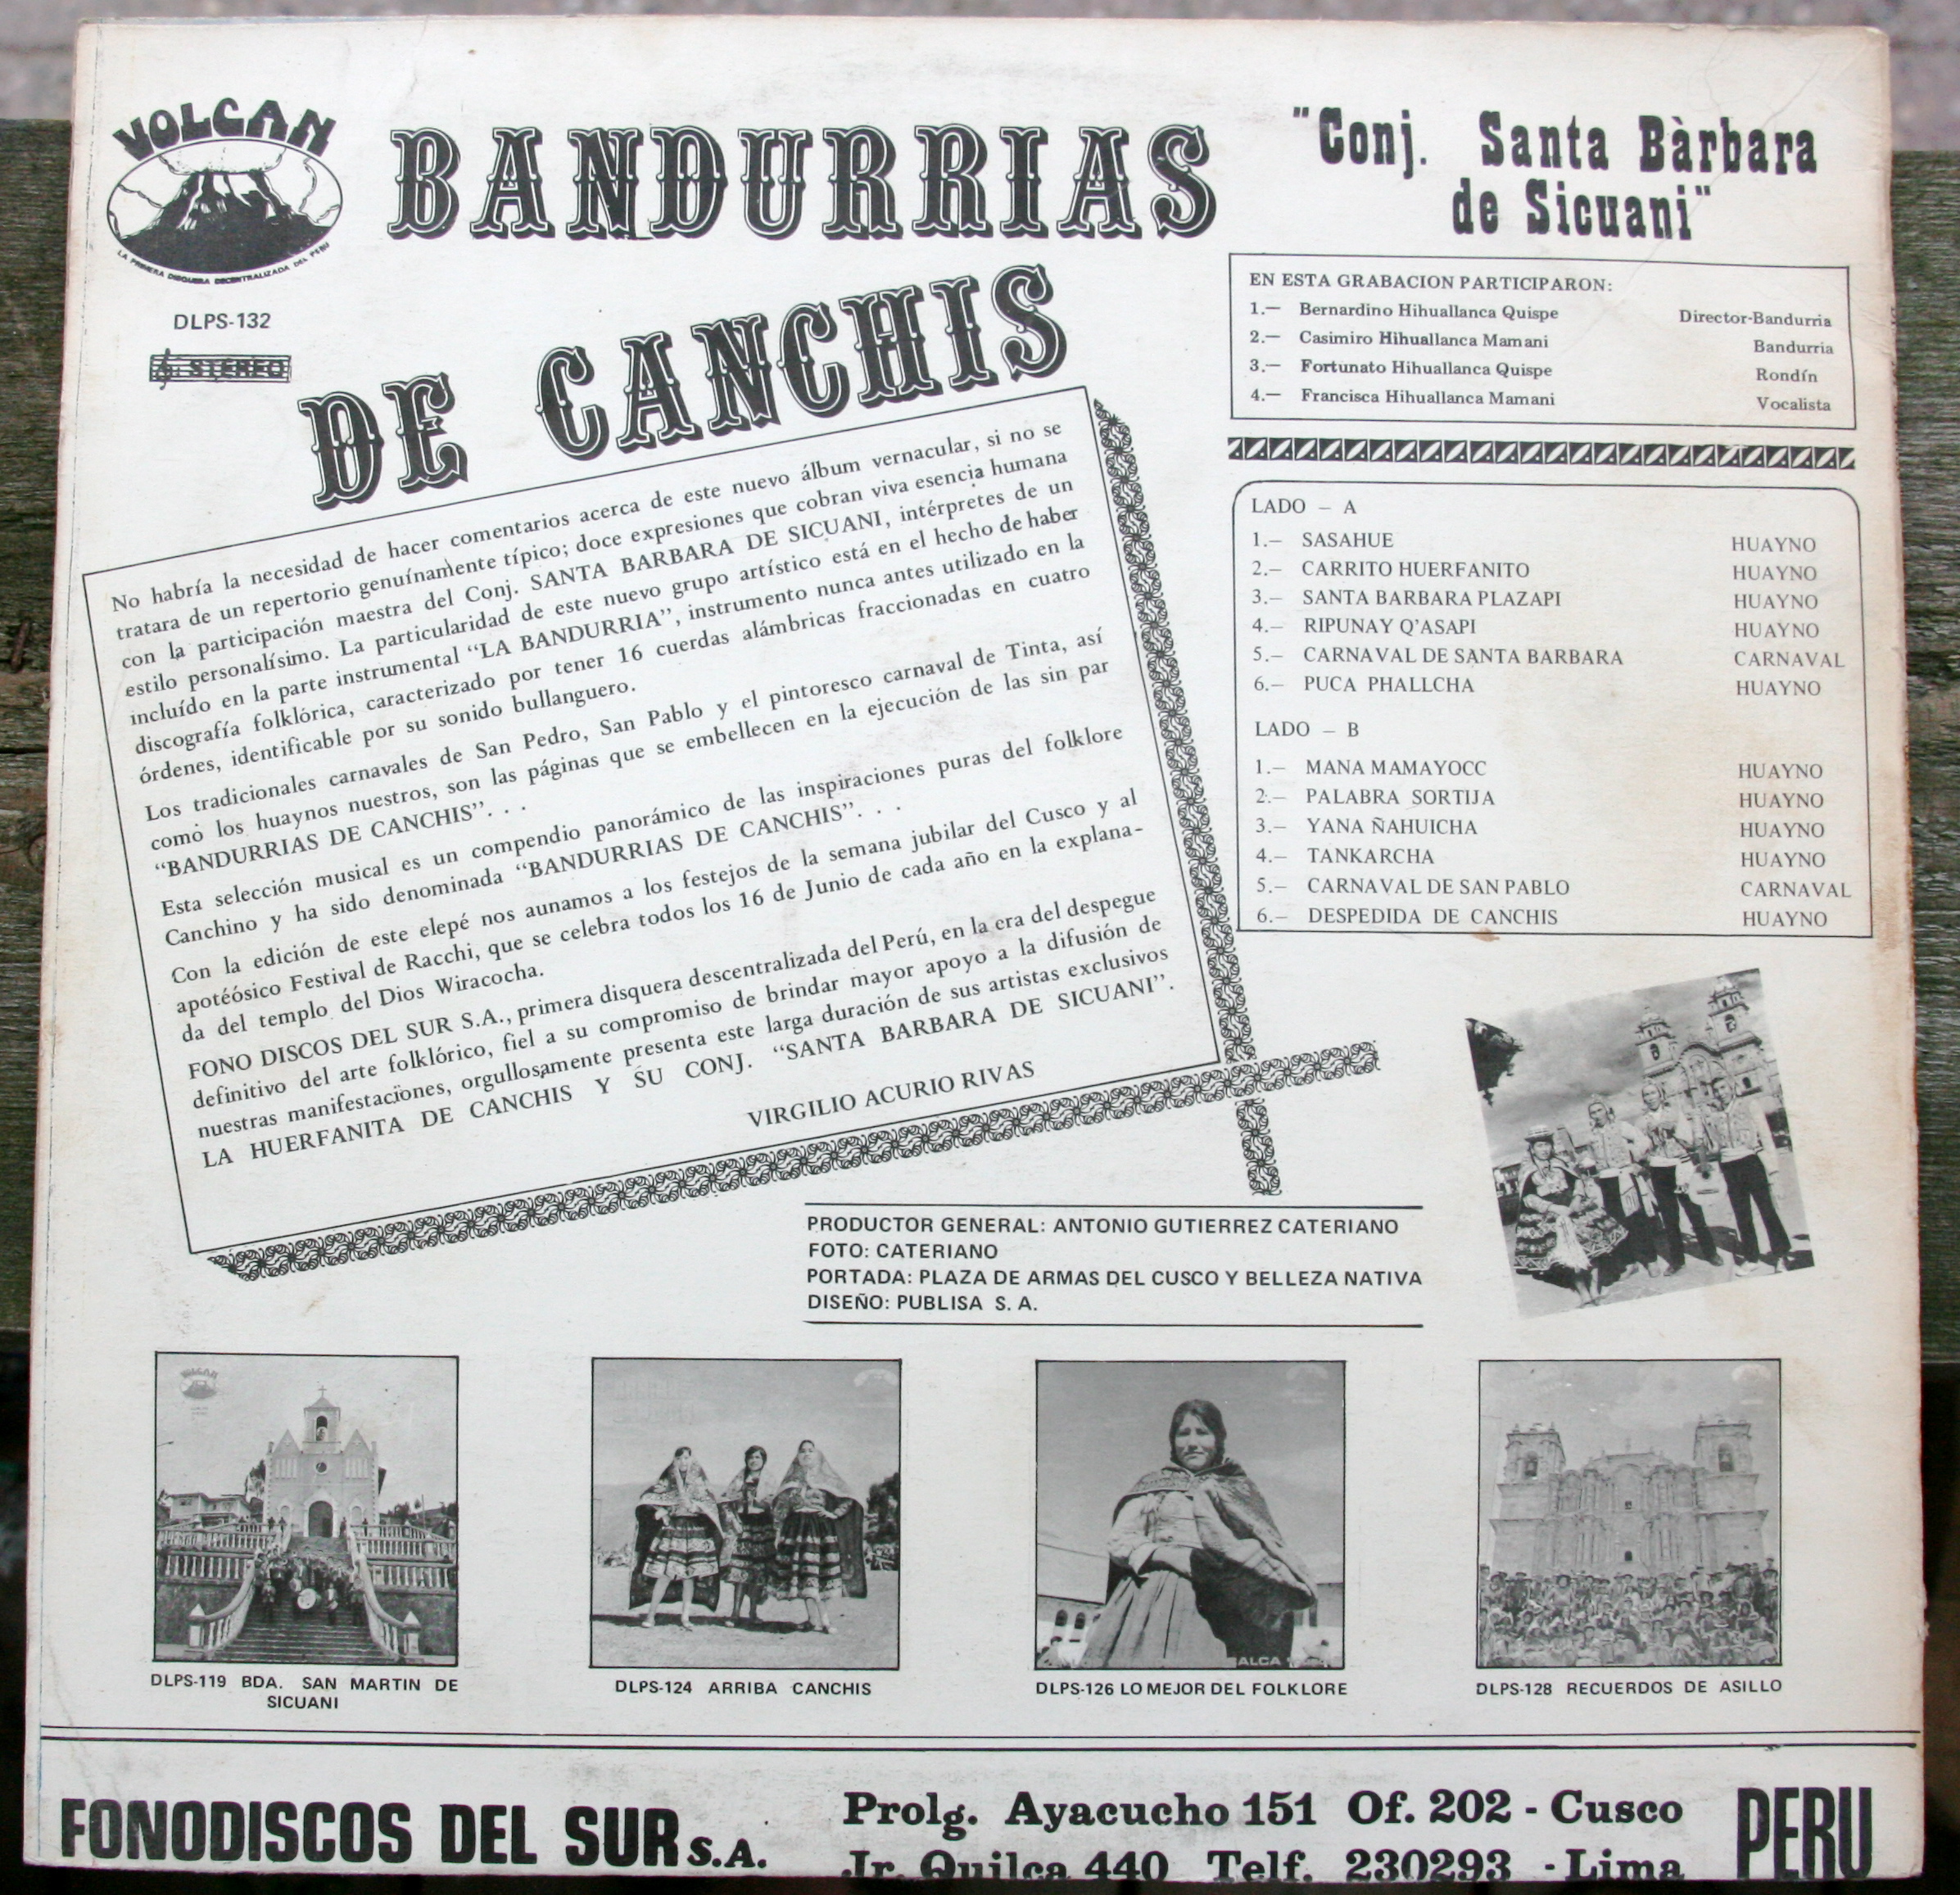 VOLCAN
LA PRIMERA DISQUERA DECENTRALIZADA DEL PERU
DLPS-132
STEREO
BANDURRIAS
DE CANCHIS
"Conj. Santa Bàrbara
de Sicuani"
EN ESTA GRABACION PARTICIPARON:
1.— Bernardino Hihuallanca Quispe Director-Bandurria
2.— Casimiro Hihuallanca Mamani Bandurria
3.— Fortunato Hihuallanca Quispe Rondín
4.— Francisca Hihuallanca Mamani Vocalista
No habría la necesidad de hacer comentarios acerca de este nuevo álbum vernacular, si no se
tratara de un repertorio genuínamente típico; doce expresiones que cobran viva esencia humana
con la participación maestra del Conj. SANTA BARBARA DE SICUANI, intérpretes de un
estilo personalísimo. La particularidad de este nuevo grupo artístico está en el hecho de haber
incluído en la parte instrumental "LA BANDURRIA", instrumento nunca antes utilizado en la
discografía folklórica, caracterizado por tener 16 cuerdas alámbricas fraccionadas en cuatro
órdenes, identificable por su sonido bullanguero.
Los tradicionales carnavales de San Pedro, San Pablo y el pintoresco carnaval de Tinta, así
como los huaynos nuestros, son las páginas que se embellecen en la ejecución de las sin par
"BANDURRIAS DE CANCHIS". . .
Esta selección musical es un compendio panorámico de las inspiraciones puras del folklore
Canchino y ha sido denominada "BANDURRIAS DE CANCHIS". . .
Con la edición de este elepé nos aunamos a los festejos de la semana jubilar del Cusco y al
apotéósico Festival de Racchi, que se celebra todos los 16 de Junio de cada año en la explana-
da del templo del Dios Wiracocha.
FONO DISCOS DEL SUR S.A., primera disquera descentralizada del Perú, en la era del despegue
definitivo del arte folklórico, fiel a su compromiso de brindar mayor apoyo a la difusión de
nuestras manifestaciones, orgullosamente presenta este larga duración de sus artistas exclusivos
LA HUERFANITA DE CANCHIS Y SU CONJ. "SANTA BARBARA DE SICUANI".
VIRGILIO ACURIO RIVAS
LADO – A
1.— SASAHUE HUAYNO
2.— CARRITO HUERFANITO HUAYNO
3.— SANTA BARBARA PLAZAPI HUAYNO
4.— RIPUNAY Q'ASAPI HUAYNO
5.— CARNAVAL DE SANTA BARBARA CARNAVAL
6.— PUCA PHALLCHA HUAYNO
LADO – B
1.— MANA MAMAYOCC HUAYNO
2.— PALABRA SORTIJA HUAYNO
3.— YANA ÑAHUICHA HUAYNO
4.— TANKARCHA HUAYNO
5.— CARNAVAL DE SAN PABLO CARNAVAL
6.— DESPEDIDA DE CANCHIS HUAYNO
PRODUCTOR GENERAL: ANTONIO GUTIERREZ CATERIANO
FOTO: CATERIANO
PORTADA: PLAZA DE ARMAS DEL CUSCO Y BELLEZA NATIVA
DISEÑO: PUBLISA S. A.
VOLCAN
ALCA
DLPS-119 BDA. SAN MARTIN DE
SICUANI
DLPS-124 ARRIBA CANCHIS
DLPS-126 LO MEJOR DEL FOLKLORE
DLPS-128 RECUERDOS DE ASILLO
FONODISCOS DEL SUR S.A.
Prolg. Ayacucho 151 Of. 202 - Cusco
Jr. Quilca 440 Telf. 230293 - Lima
PERU